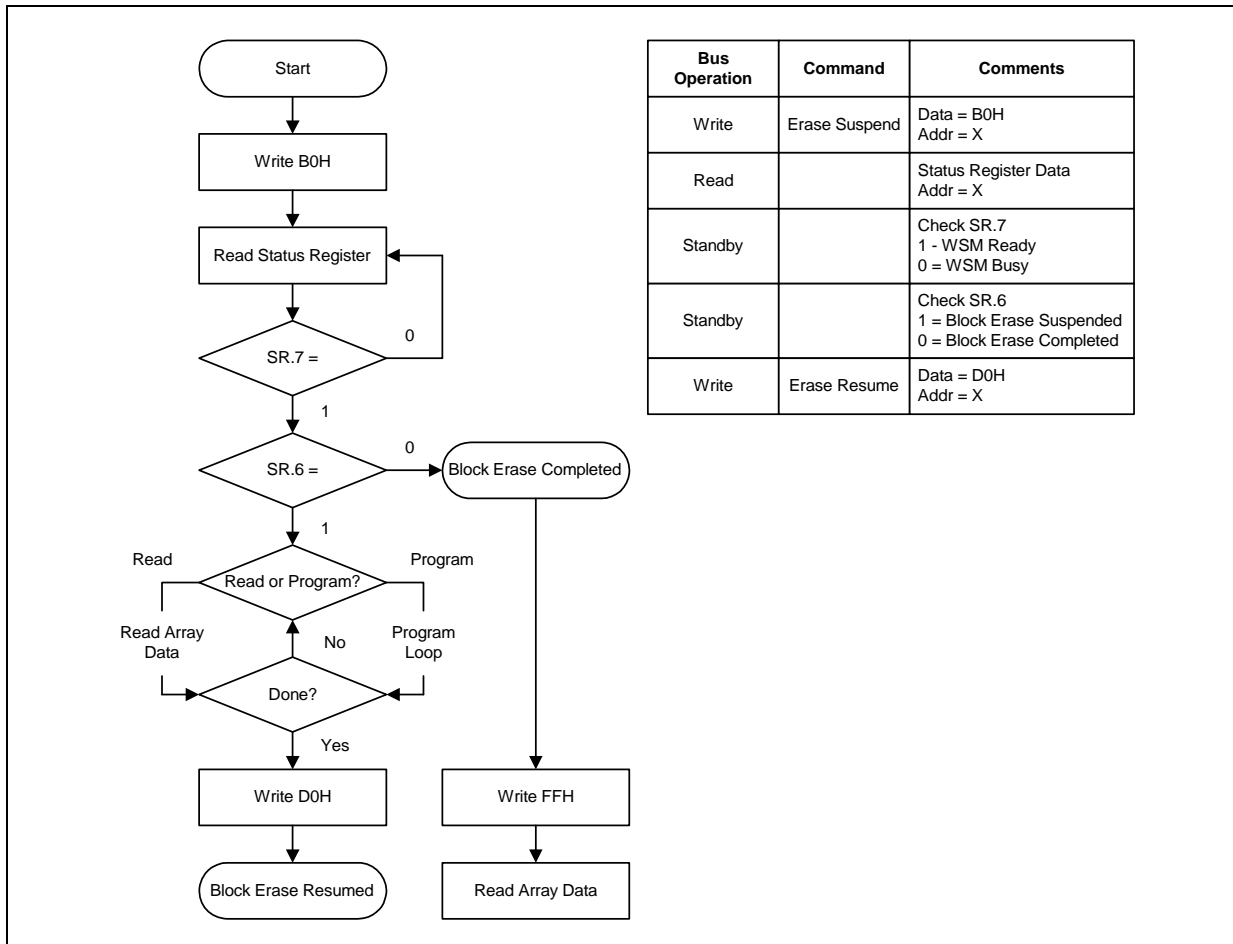 Start
Write B0H
Read Status Register
SR.7 =
0
1
SR.6 =
0
Block Erase Completed
1
Read
Program
Read or Program?
Read Array
Data
No
Program
Loop
Done?
Yes
Write D0H
Write FFH
Block Erase Resumed
Read Array Data
Bus
Operation
Command
Comments
Write
Erase Suspend
Data = B0H
Addr = X
Read
Status Register Data
Addr = X
Standby
Check SR.7
1 - WSM Ready
0 = WSM Busy
Standby
Check SR.6
1 = Block Erase Suspended
0 = Block Erase Completed
Write
Erase Resume
Data = D0H
Addr = X